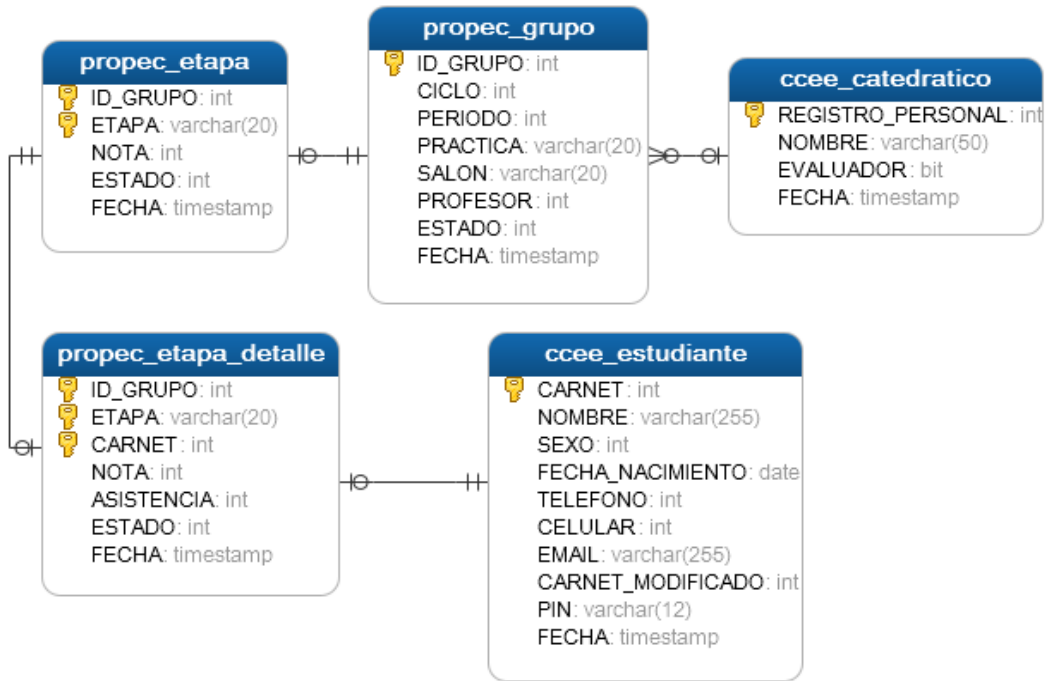 propec_etapa
ID_GRUPO: int
ETAPA: varchar(20)
NOTA: int
ESTADO: int
FECHA: timestamp
propec_grupo
ID_GRUPO: int
CICLO: int
PERIODO: int
PRACTICA: varchar(20)
SALON: varchar(20)
PROFESOR: int
ESTADO: int
FECHA: timestamp
ccee_catedratico
REGISTRO_PERSONAL: int
NOMBRE: varchar(50)
EVALUADOR: bit
FECHA: timestamp
propec_etapa_detalle
ID_GRUPO: int
ETAPA: varchar(20)
CARNET: int
NOTA: int
ASISTENCIA: int
ESTADO: int
FECHA: timestamp
ccee_estudiante
CARNET: int
NOMBRE: varchar(255)
SEXO: int
FECHA_NACIMIENTO: date
TELEFONO: int
CELULAR: int
EMAIL: varchar(255)
CARNET_MODIFICADO: int
PIN: varchar(12)
FECHA: timestamp